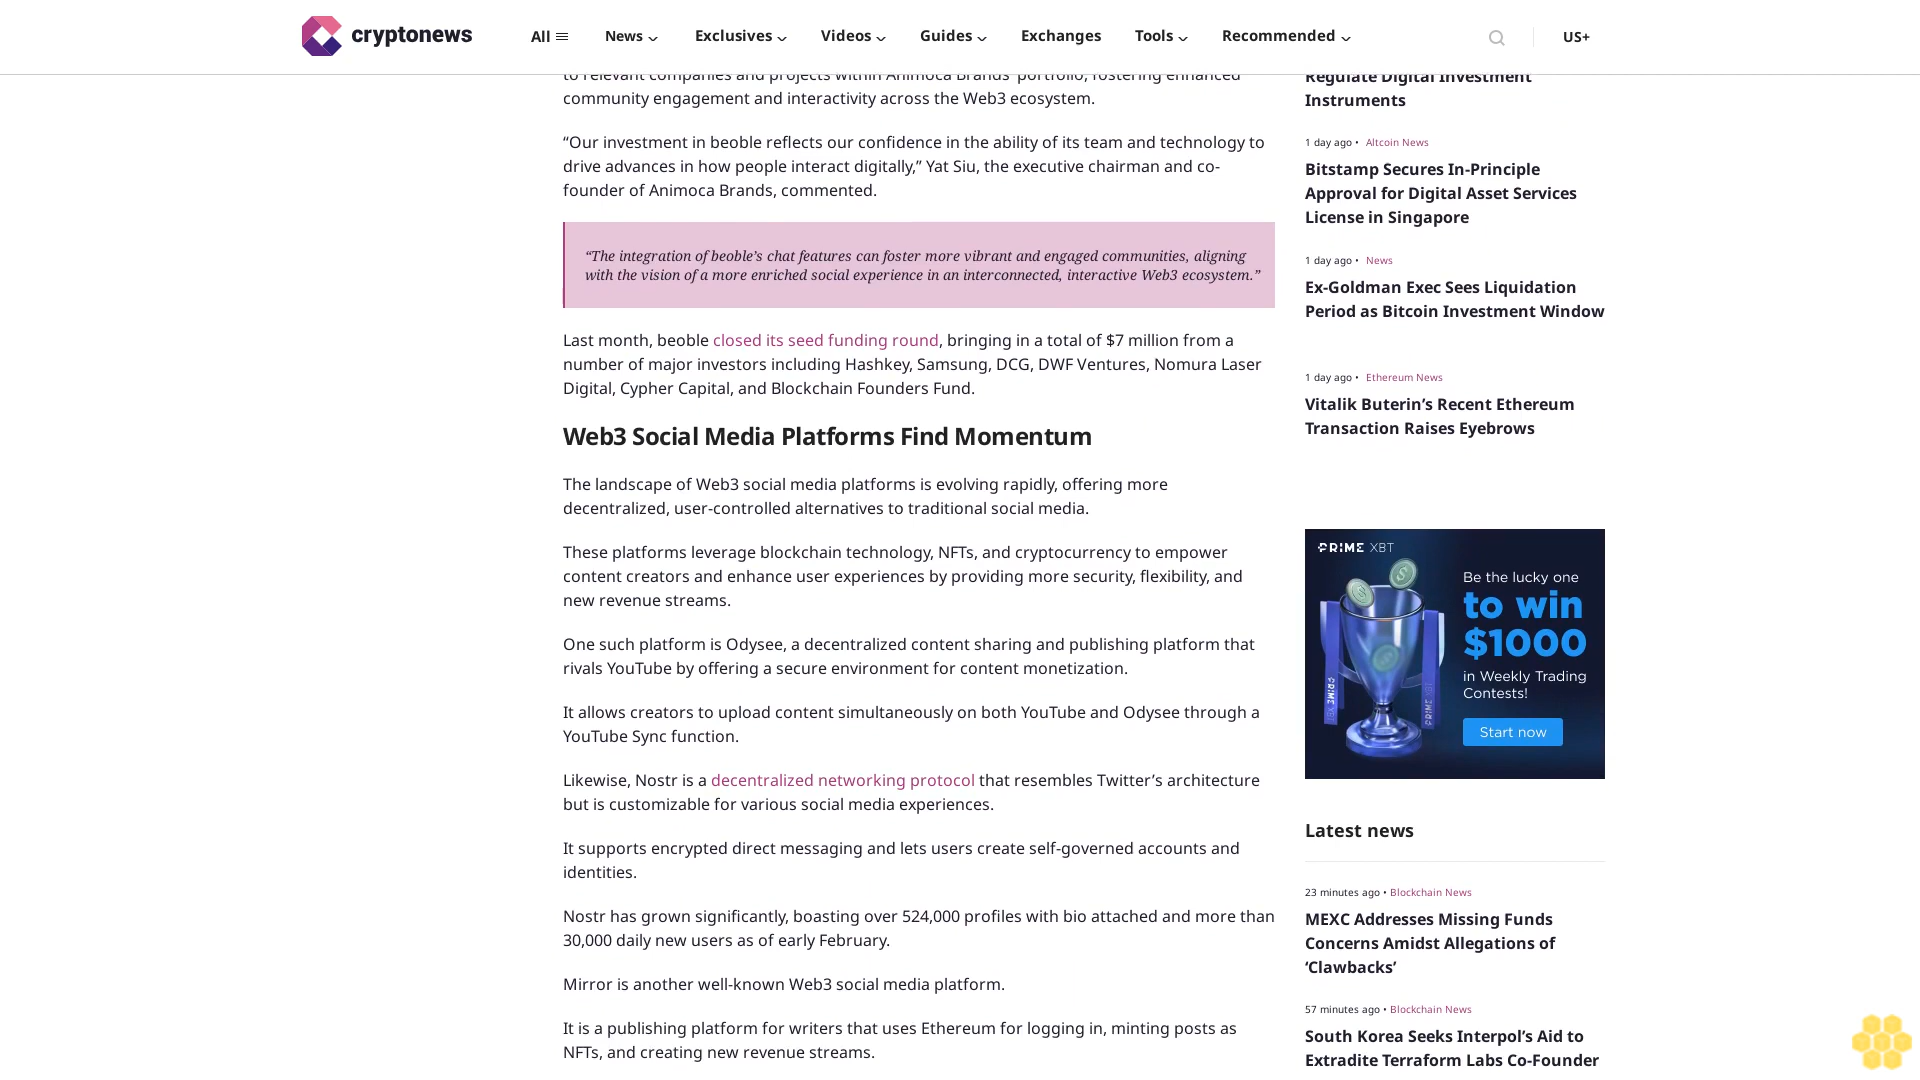 cryptonews
All
News
Exclusives
Videos
Guides
Exchanges
Tools
Recommended
US+
to relevant companies and projects within Animoca Brands' portfolio, fostering enhanced
community engagement and interactivity across the Web3 ecosystem.
“Our investment in beoble reflects our confidence in the ability of its team and technology to
drive advances in how people interact digitally,” Yat Siu, the executive chairman and co-
founder of Animoca Brands, commented.
“The integration of beoble’s chat features can foster more vibrant and engaged communities, aligning
with the vision of a more enriched social experience in an interconnected, interactive Web3 ecosystem.”
Last month, beoble closed its seed funding round, bringing in a total of $7 million from a
number of major investors including Hashkey, Samsung, DCG, DWF Ventures, Nomura Laser
Digital, Cypher Capital, and Blockchain Founders Fund.
Web3 Social Media Platforms Find Momentum
The landscape of Web3 social media platforms is evolving rapidly, offering more
decentralized, user-controlled alternatives to traditional social media.
These platforms leverage blockchain technology, NFTs, and cryptocurrency to empower
content creators and enhance user experiences by providing more security, flexibility, and
new revenue streams.
One such platform is Odysee, a decentralized content sharing and publishing platform that
rivals YouTube by offering a secure environment for content monetization.
It allows creators to upload content simultaneously on both YouTube and Odysee through a
YouTube Sync function.
Likewise, Nostr is a decentralized networking protocol that resembles Twitter’s architecture
but is customizable for various social media experiences.
It supports encrypted direct messaging and lets users create self-governed accounts and
identities.
Nostr has grown significantly, boasting over 524,000 profiles with bio attached and more than
30,000 daily new users as of early February.
Mirror is another well-known Web3 social media platform.
It is a publishing platform for writers that uses Ethereum for logging in, minting posts as
NFTs, and creating new revenue streams.
Regulate Digital Investment
Instruments
1 day ago • Altcoin News
Bitstamp Secures In-Principle
Approval for Digital Asset Services
License in Singapore
1 day ago • News
Ex-Goldman Exec Sees Liquidation
Period as Bitcoin Investment Window
1 day ago • Ethereum News
Vitalik Buterin’s Recent Ethereum
Transaction Raises Eyebrows
PRIME XBT
Be the lucky one
to win
$1000
in Weekly Trading
Contests!
Start now
PRIME XBT
PRIME XBT
Latest news
23 minutes ago • Blockchain News
MEXC Addresses Missing Funds
Concerns Amidst Allegations of
‘Clawbacks’
57 minutes ago • Blockchain News
South Korea Seeks Interpol’s Aid to
Extradite Terraform Labs Co-Founder